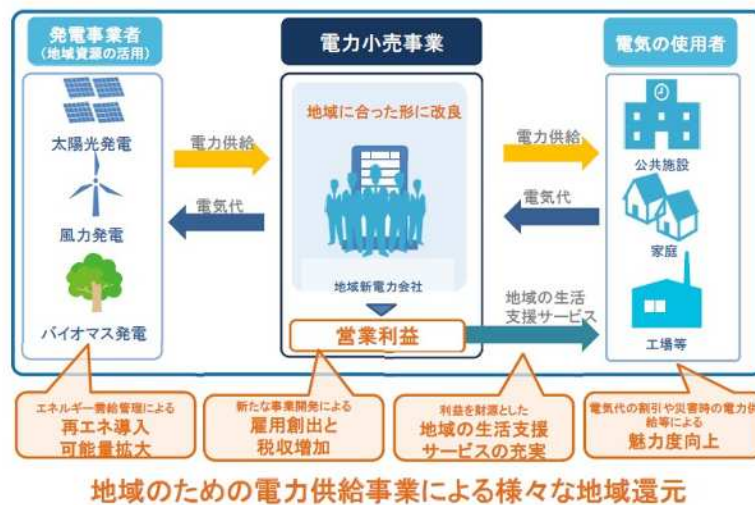 発電事業者
(地域資源の活用)
電力小売事業
電気の使用者
太陽光発電
風力発電
バイオマス発電
電力供給
電気代
地域に合った形に改良
地域新電力会社
営業利益
電力供給
電気代
地域の生活
支援サービス
公共施設
家庭
工場等
エネルギー需給管理による
再エネ導入
可能量拡大
新たな事業開発による
雇用創出と
税収増加
利益を財源とした
地域の生活支援
サービスの充実
電気代の割引や災害時の電力供
給等による
魅力度向上
地域のための電力供給事業による様々な地域還元